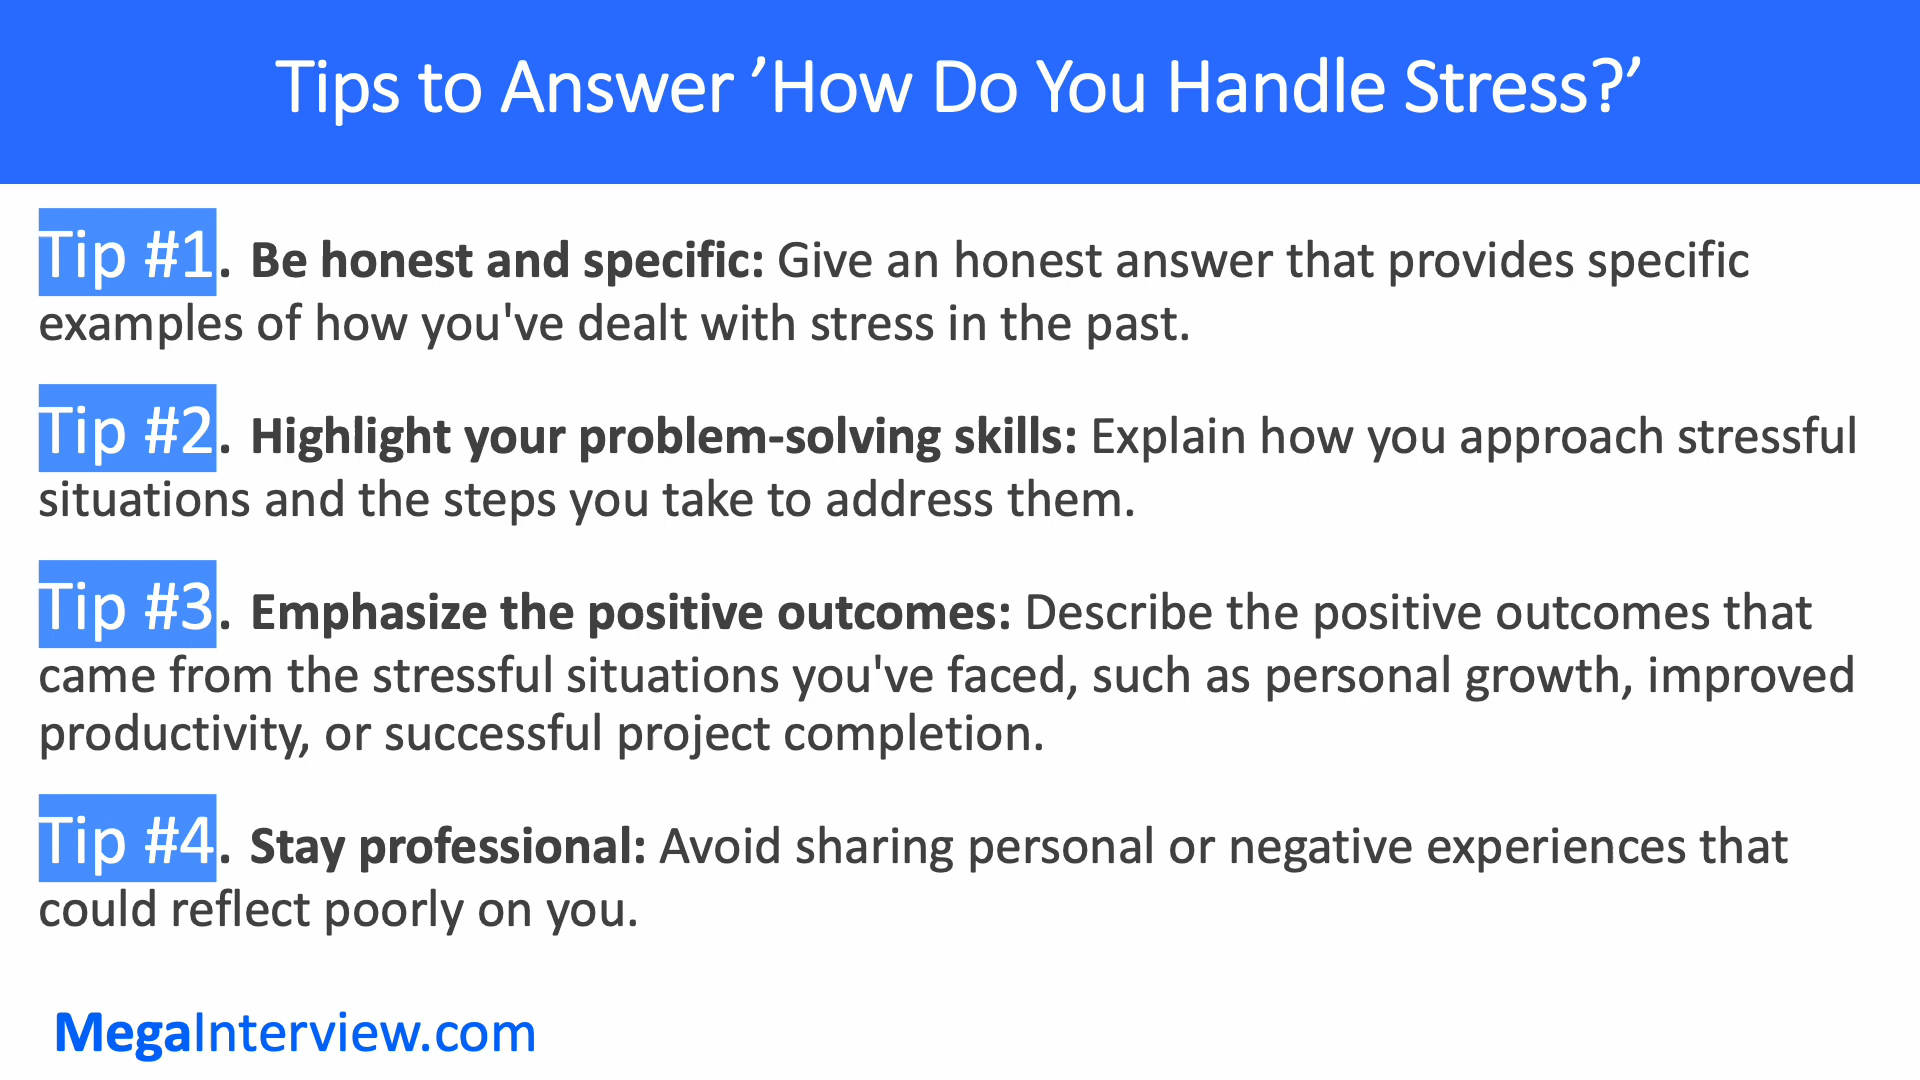 Tips to Answer ’How Do You Handle Stress?’
Tip #1. Be honest and specific: Give an honest answer that provides specific
examples of how you've dealt with stress in the past.
Tip #2. Highlight your problem-solving skills: Explain how you approach stressful
situations and the steps you take to address them.
Tip #3. Emphasize the positive outcomes: Describe the positive outcomes that
came from the stressful situations you've faced, such as personal growth, improved
productivity, or successful project completion.
Tip #4. Stay professional: Avoid sharing personal or negative experiences that
could reflect poorly on you.
MegaInterview.com